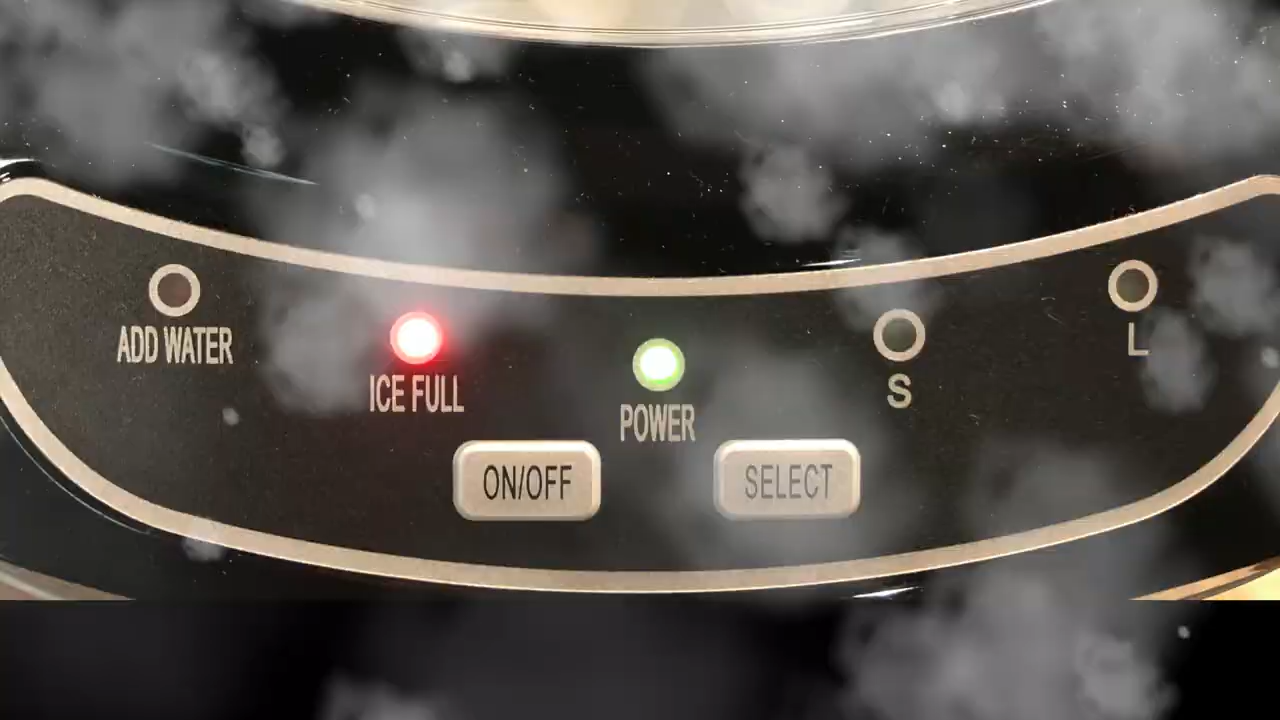 ADD WATER
ICE FULL
POWER
S
L
ON/OFF
SELECT